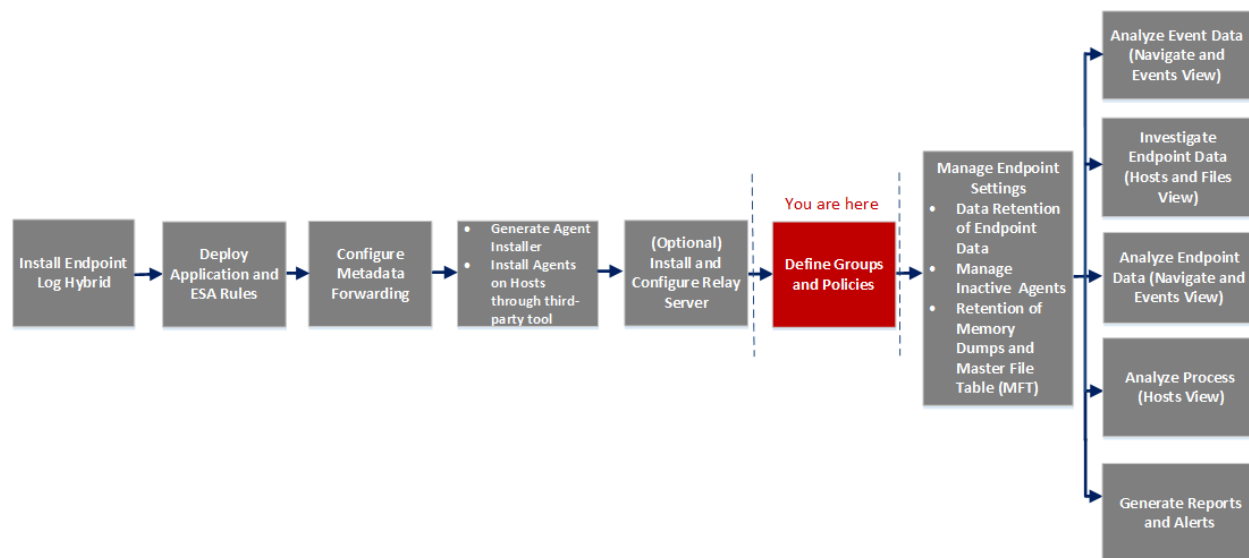 Install Endpoint
Log Hybrid
Deploy
Application and
ESA Rules
Configure
Metadata
Forwarding
• Generate Agent
Installer
• Install Agents
on Hosts
through third-
party tool
(Optional)
Install and
Configure Relay
Server
You are here
Define Groups
and Policies
Manage Endpoint
Settings
• Data Retention
of Endpoint
Data
• Manage
Inactive Agents
• Retention of
Memory
Dumps and
Master File
Table (MFT)
Analyze Event Data
(Navigate and
Events View)
Investigate
Endpoint Data
(Hosts and Files
View)
Analyze Endpoint
Data (Navigate and
Events View)
Analyze Process
(Hosts View)
Generate Reports
and Alerts